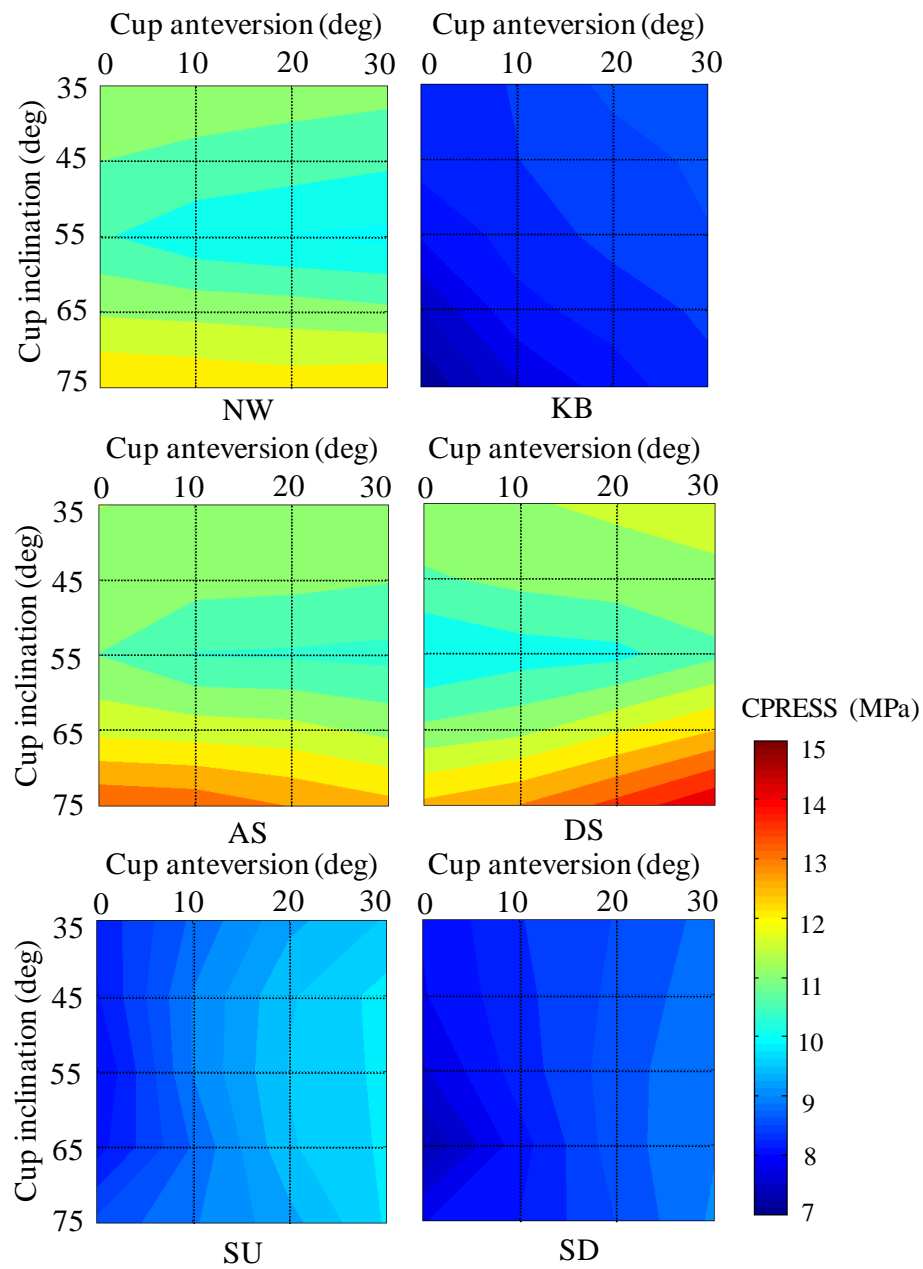 Cup anteversion (deg) Cup anteversion (deg)
0 10 20 30 0 10 20 30
Cup inclination (deg)
35
45
55
65
75
NW KB
Cup anteversion (deg) Cup anteversion (deg)
0 10 20 30 0 10 20 30
Cup inclination (deg)
35
45
55
65
75
AS DS
CPRESS (MPa)
15
14
13
12
11
10
9
8
7
Cup anteversion (deg) Cup anteversion (deg)
0 10 20 30 0 10 20 30
Cup inclination (deg)
35
45
55
65
75
SU SD